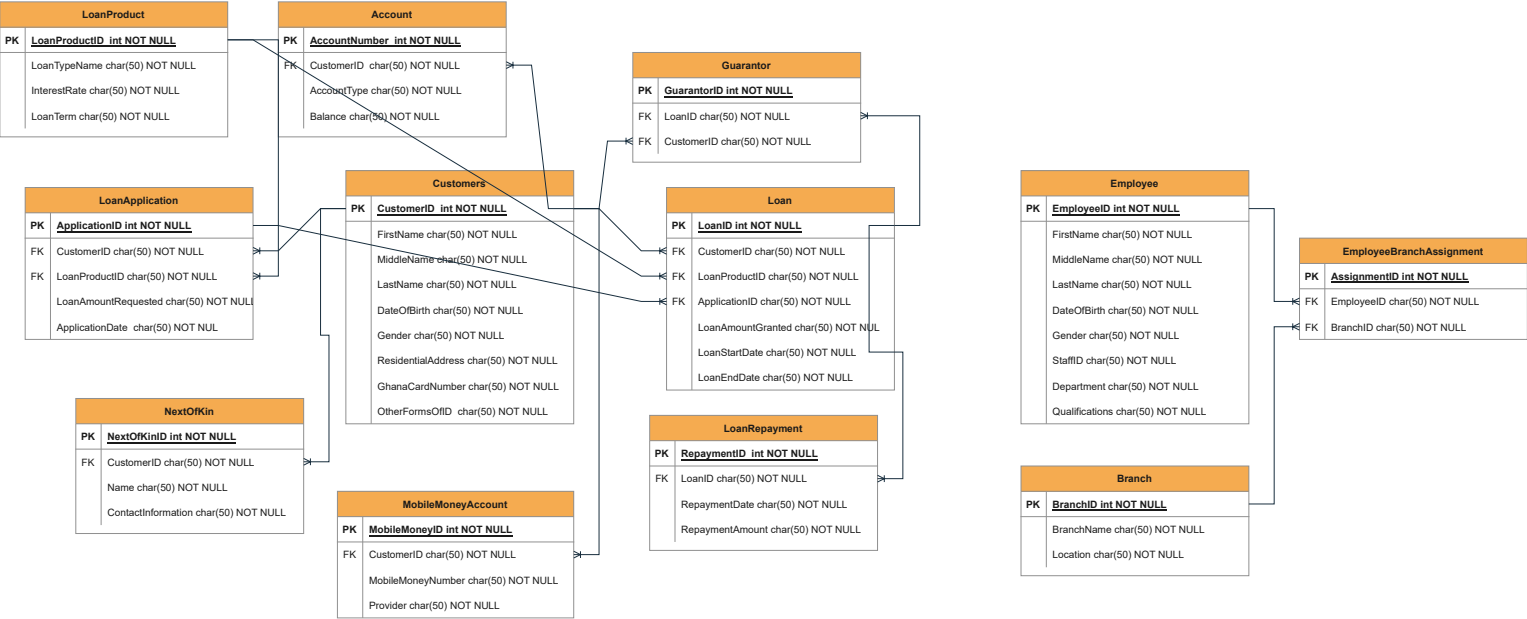 LoanProduct
PK LoanProductID int NOT NULL
LoanTypeName char(50) NOT NULL
InterestRate char(50) NOT NULL
LoanTerm char(50) NOT NULL
Account
PK AccountNumber int NOT NULL
FK CustomerID char(50) NOT NULL
AccountType char(50) NOT NULL
Balance char(50) NOT NULL
Guarantor
PK GuarantorID int NOT NULL
FK LoanID char(50) NOT NULL
FK CustomerID char(50) NOT NULL
LoanApplication
PK ApplicationID int NOT NULL
FK CustomerID char(50) NOT NULL
FK LoanProductID char(50) NOT NULL
LoanAmountRequested char(50) NOT NULL
ApplicationDate char(50) NOT NUL
Customers
PK CustomerID int NOT NULL
FirstName char(50) NOT NULL
MiddleName char(50) NOT NULL
LastName char(50) NOT NULL
DateOfBirth char(50) NOT NULL
Gender char(50) NOT NULL
ResidentialAddress char(50) NOT NULL
GhanaCardNumber char(50) NOT NULL
OtherFormsOfID char(50) NOT NULL
Loan
PK LoanID int NOT NULL
FK CustomerID char(50) NOT NULL
FK LoanProductID char(50) NOT NULL
FK ApplicationID char(50) NOT NULL
LoanAmountGranted char(50) NOT NUL
LoanStartDate char(50) NOT NULL
LoanEndDate char(50) NOT NULL
Employee
PK EmployeeID int NOT NULL
FirstName char(50) NOT NULL
MiddleName char(50) NOT NULL
LastName char(50) NOT NULL
DateOfBirth char(50) NOT NULL
Gender char(50) NOT NULL
StaffID char(50) NOT NULL
Department char(50) NOT NULL
Qualifications char(50) NOT NULL
EmployeeBranchAssignment
PK AssignmentID int NOT NULL
FK EmployeeID char(50) NOT NULL
FK BranchID char(50) NOT NULL
NextOfKin
PK NextOfKinID int NOT NULL
FK CustomerID char(50) NOT NULL
Name char(50) NOT NULL
ContactInformation char(50) NOT NULL
MobileMoneyAccount
PK MobileMoneyID int NOT NULL
FK CustomerID char(50) NOT NULL
MobileMoneyNumber char(50) NOT NULL
Provider char(50) NOT NULL
LoanRepayment
PK RepaymentID int NOT NULL
FK LoanID char(50) NOT NULL
RepaymentDate char(50) NOT NULL
RepaymentAmount char(50) NOT NULL
Branch
PK BranchID int NOT NULL
BranchName char(50) NOT NULL
Location char(50) NOT NULL